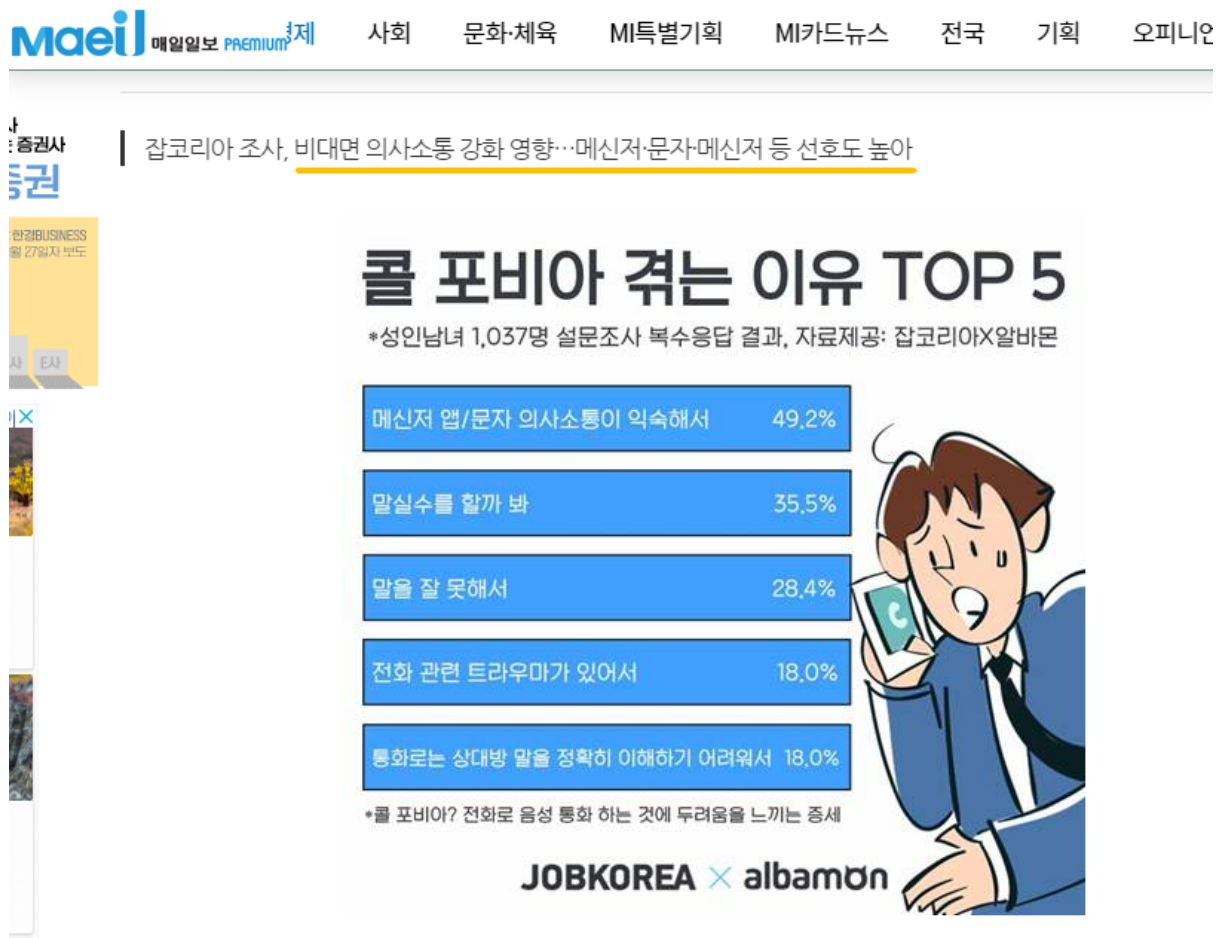 Maeil 매일일보 PREMIUM 경제 사회 문화·체육 MI특별기획 MI카드뉴스 전국 기획 오피니언
증권사
증권
한경BUSINESS
월 27일자 보도
E사
잡코리아 조사, 비대면 의사소통 강화 영향…메신저·문자·메신저 등 선호도 높아
콜 포비아 겪는 이유 TOP 5
*성인남녀 1,037명 설문조사 복수응답 결과, 자료제공: 잡코리아X알바몬
메신저 앱/문자 의사소통이 익숙해서 49.2%
말실수를 할까 봐 35.5%
말을 잘 못해서 28.4%
전화 관련 트라우마가 있어서 18.0%
통화로는 상대방 말을 정확히 이해하기 어려워서 18.0%
*콜 포비아? 전화로 음성 통화 하는 것에 두려움을 느끼는 증세
JOBKOREA × albamon